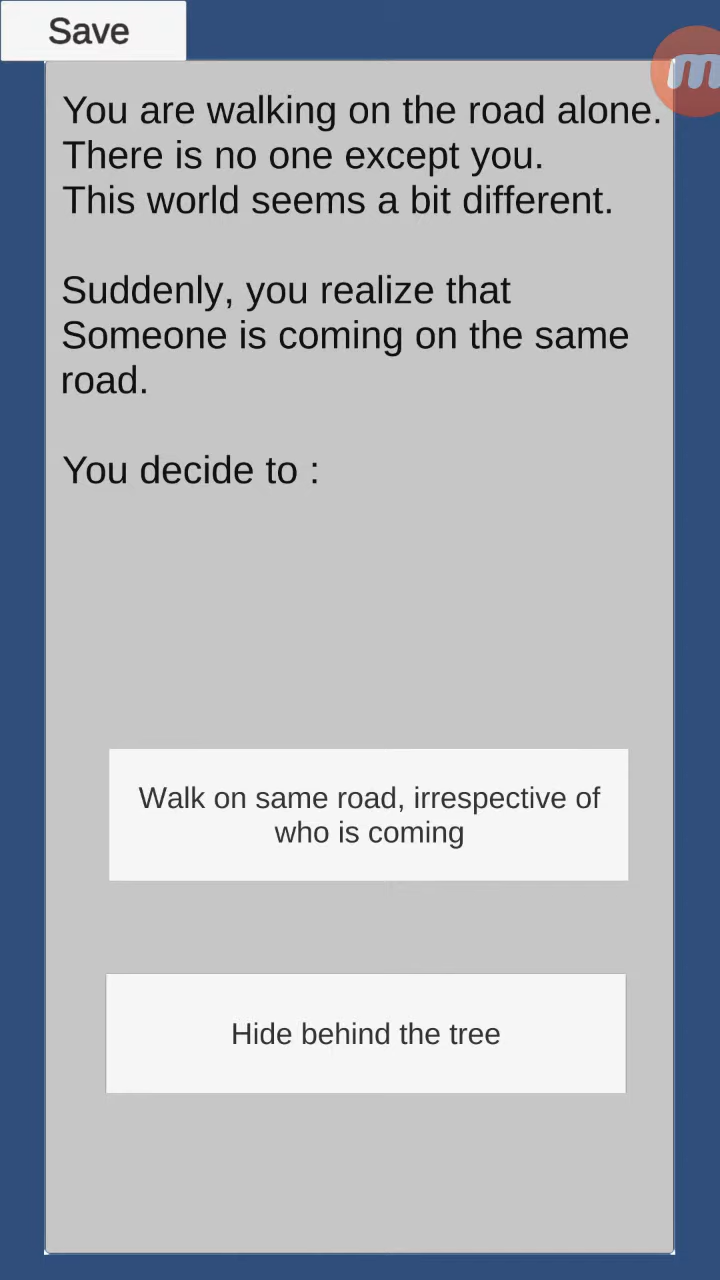 Save
You are walking on the road alone.
There is no one except you.
This world seems a bit different.
Suddenly, you realize that
Someone is coming on the same
road.
You decide to :
Walk on same road, irrespective of
who is coming
Hide behind the tree